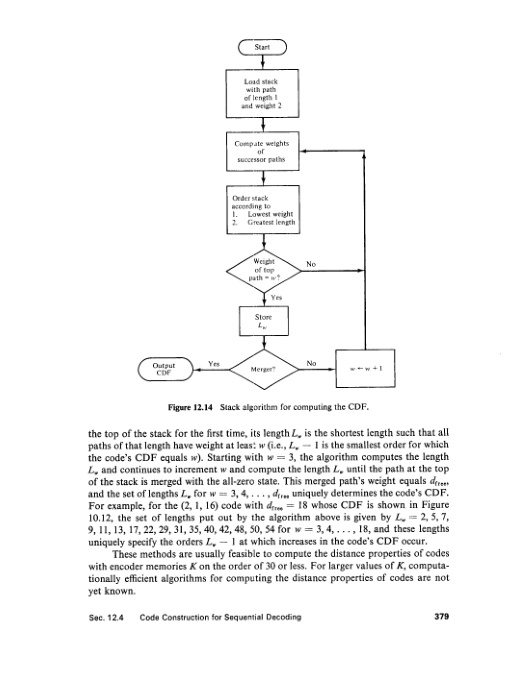 Start
Load stack
with path
of length 1
and weight 2
Compute weights
of
successor paths
Order stack
according to
1. Lowest weight
2. Greatest length
Weight
of top
path = w?
No
Yes
Store
L_w
Output
CDF
Yes
Merger?
No
w ← w + 1
Figure 12.14 Stack algorithm for computing the CDF.
the top of the stack for the first time, its length L_w is the shortest length such that all
paths of that length have weight at least w (i.e., L_w − 1 is the smallest order for which
the code's CDF equals w). Starting with w = 3, the algorithm computes the length
L_w and continues to increment w and compute the length L_w until the path at the top
of the stack is merged with the all-zero state. This merged path's weight equals d_free,
and the set of lengths L_w for w = 3, 4, . . . , d_free uniquely determines the code's CDF.
For example, for the (2, 1, 16) code with d_free = 18 whose CDF is shown in Figure
10.12, the set of lengths put out by the algorithm above is given by L_w = 2, 5, 7,
9, 11, 13, 17, 22, 29, 31, 35, 40, 42, 48, 50, 54 for w = 3, 4, . . . , 18, and these lengths
uniquely specify the orders L_w − 1 at which increases in the code's CDF occur.
These methods are usually feasible to compute the distance properties of codes
with encoder memories K on the order of 30 or less. For larger values of K, computa-
tionally efficient algorithms for computing the distance properties of codes are not
yet known.
Sec. 12.4 Code Construction for Sequential Decoding 379